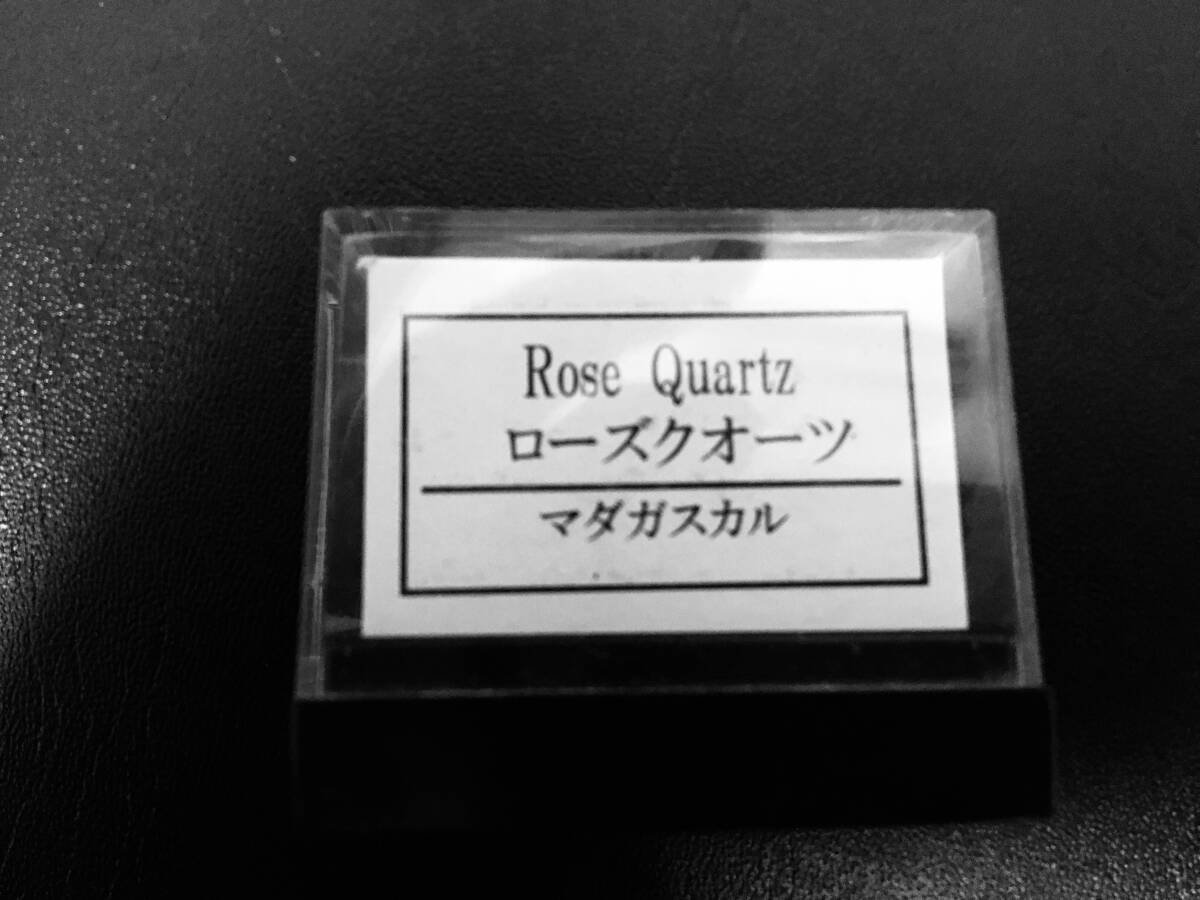 Rose Quartz
ローズクオーツ
マダガスカル